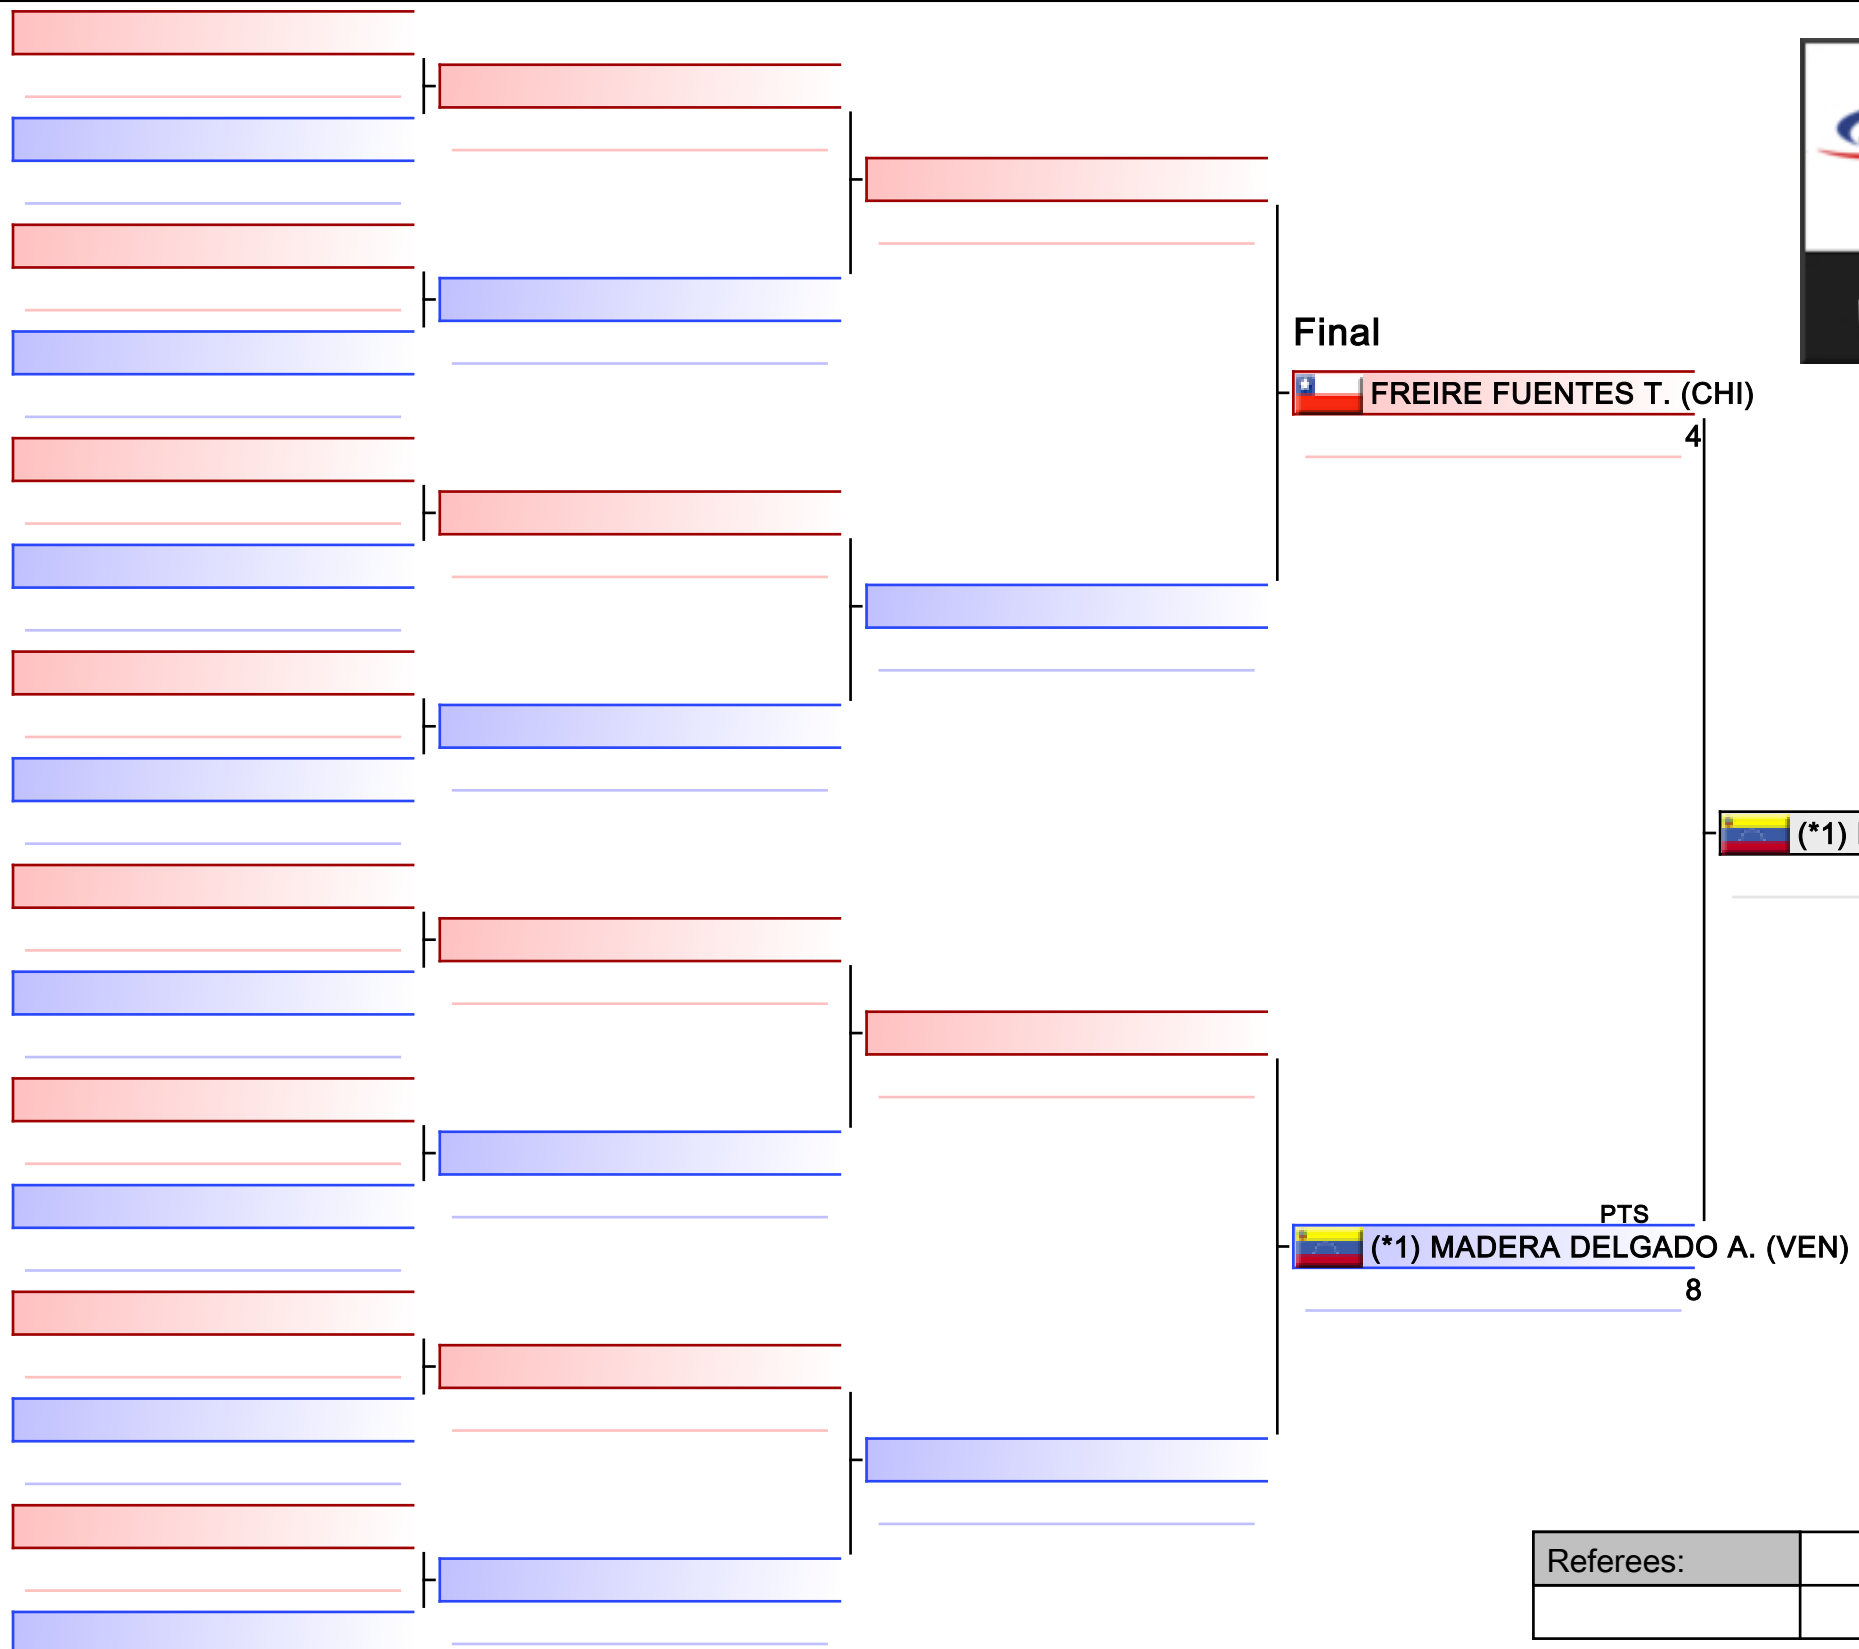 Final
FREIRE FUENTES T. (CHI)
4
(*1)
PTS
(*1) MADERA DELGADO A. (VEN)
8
Referees: